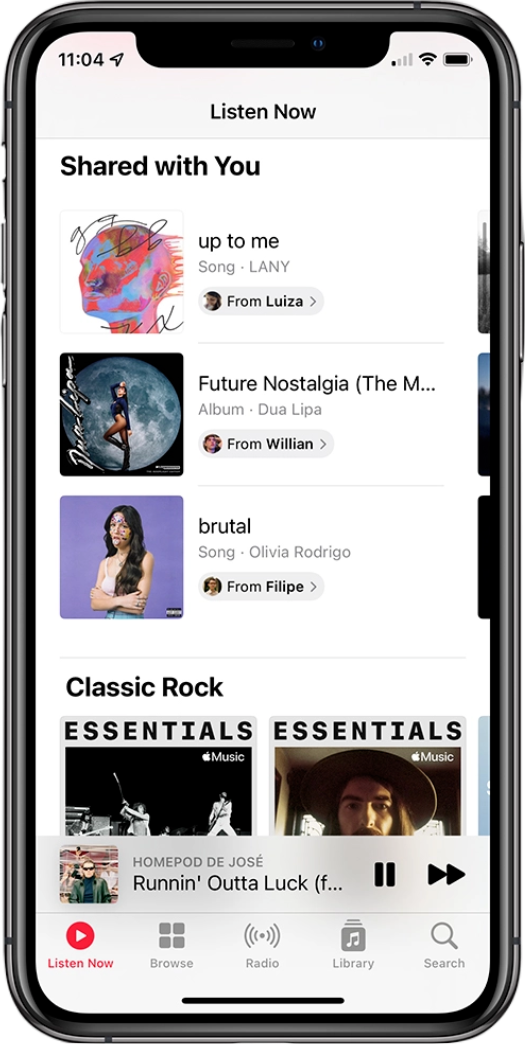 11:04
Listen Now
Shared with You
up to me
Song · LANY
From Luiza
Dua Lipa
Future Nostalgia (The M...
Album · Dua Lipa
From Willian
brutal
Song · Olivia Rodrigo
From Filipe
Classic Rock
ESSENTIALS
Music
ESSENTIALS
Music
HOMEPOD DE JOSÉ
Runnin' Outta Luck (f...
Listen Now
Browse
Radio
Library
Search